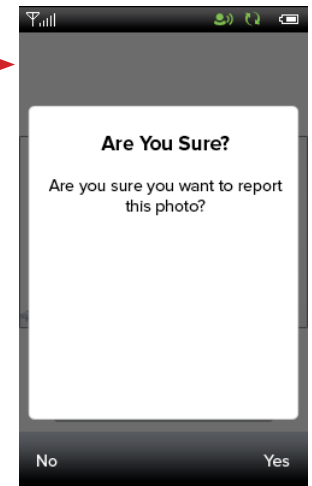 Are You Sure?
Are you sure you want to report
this photo?
No
Yes